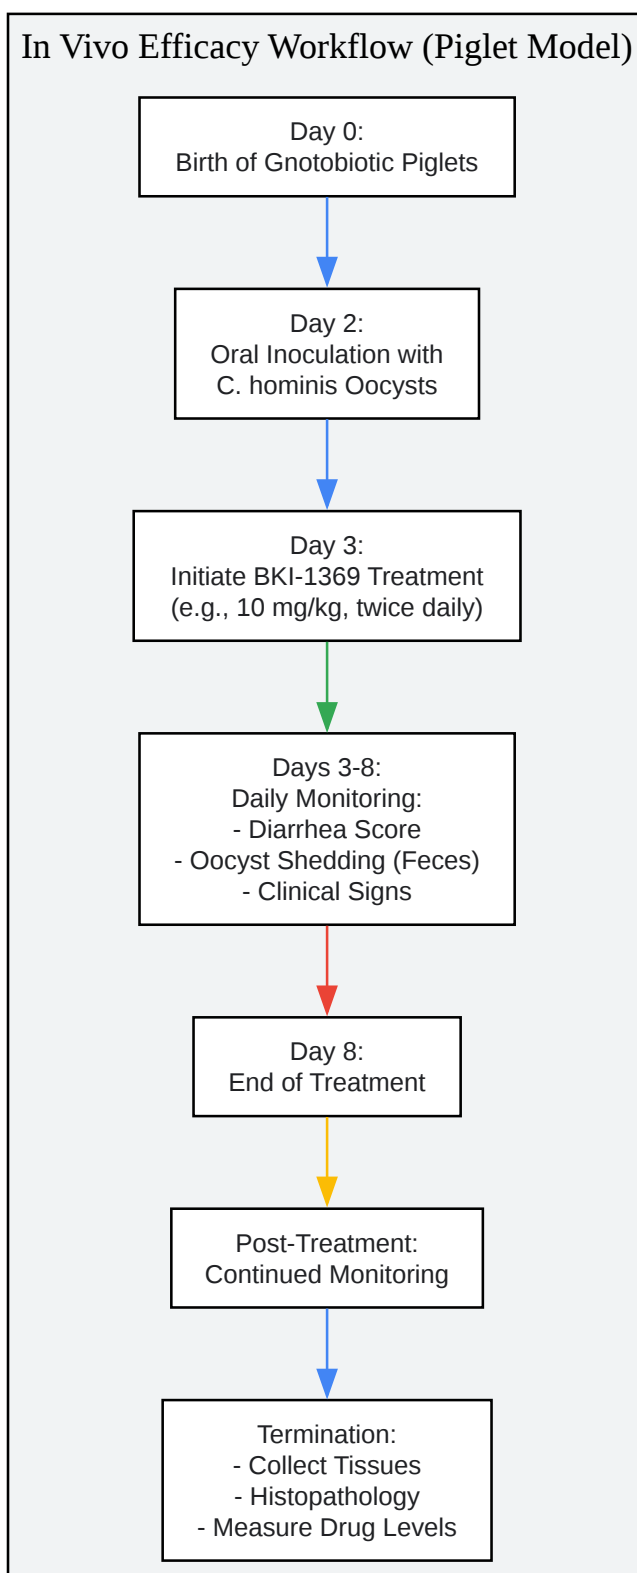 In Vivo Efficacy Workflow (Piglet Model)
Day 0:
Birth of Gnotobiotic Piglets
Day 2:
Oral Inoculation with
C. hominis Oocysts
Day 3:
Initiate BKI-1369 Treatment
(e.g., 10 mg/kg, twice daily)
Days 3-8:
Daily Monitoring:
- Diarrhea Score
- Oocyst Shedding (Feces)
- Clinical Signs
Day 8:
End of Treatment
Post-Treatment:
Continued Monitoring
Termination:
- Collect Tissues
- Histopathology
- Measure Drug Levels